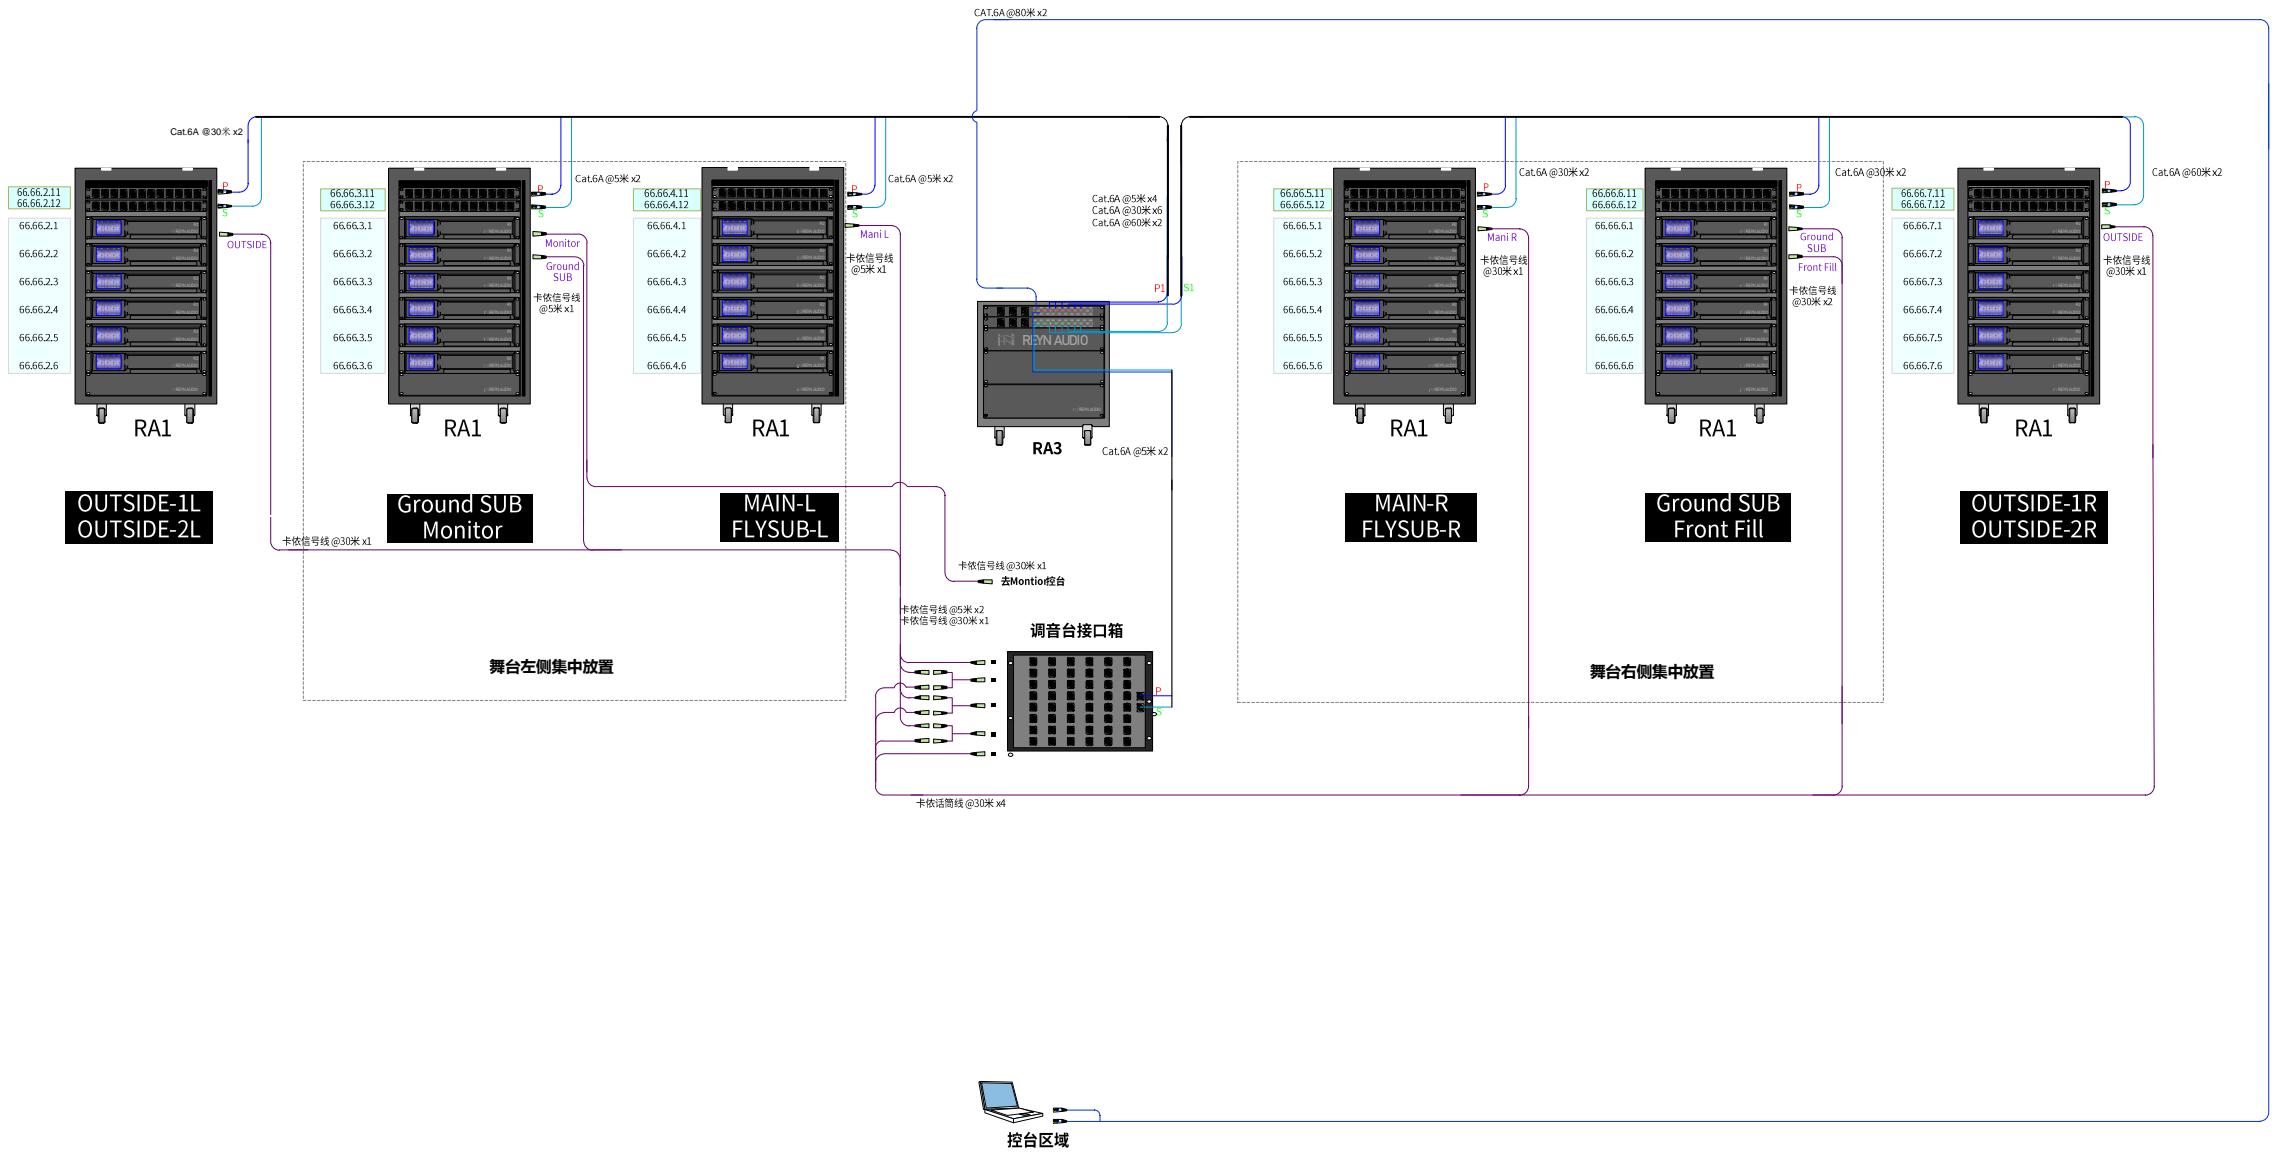 CAT.6A @80米 x2
Cat.6A @30米 x2
66.66.2.11
66.66.2.12
66.66.2.1
66.66.2.2
66.66.2.3
66.66.2.4
66.66.2.5
66.66.2.6
P
S
OUTSIDE
RA1
OUTSIDE-1L
OUTSIDE-2L
卡侬信号线 @30米 x1
Cat.6A @5米 x2
66.66.3.11
66.66.3.12
66.66.3.1
66.66.3.2
66.66.3.3
66.66.3.4
66.66.3.5
66.66.3.6
P
S
Monitor
Ground
SUB
卡侬信号线
@5米 x1
REYN AUDIO
RA1
Ground SUB
Monitor
Cat.6A @5米 x2
66.66.4.11
66.66.4.12
66.66.4.1
66.66.4.2
66.66.4.3
66.66.4.4
66.66.4.5
66.66.4.6
P
S
Mani L
卡侬信号线
@5米 x1
REYN AUDIO
RA1
MAIN-L
FLYSUB-L
舞台左侧集中放置
Cat.6A @5米 x4
Cat.6A @30米 x6
Cat.6A @60米 x2
P1
S1
REYN AUDIO
RA3
Cat.6A @5米 x2
卡侬信号线 @30米 x1
去Montior控台
卡侬信号线 @5米 x2
卡侬信号线 @30米 x1
调音台接口箱
P
S
卡侬话筒线 @30米 x4
Cat.6A @30米 x2
66.66.5.11
66.66.5.12
66.66.5.1
66.66.5.2
66.66.5.3
66.66.5.4
66.66.5.5
66.66.5.6
P
S
Mani R
卡侬信号线
@30米 x1
REYN AUDIO
RA1
MAIN-R
FLYSUB-R
Cat.6A @30米 x2
66.66.6.11
66.66.6.12
66.66.6.1
66.66.6.2
66.66.6.3
66.66.6.4
66.66.6.5
66.66.6.6
P
S
Ground
SUB
Front Fill
卡侬信号线
@30米 x2
REYN AUDIO
RA1
Ground SUB
Front Fill
舞台右侧集中放置
Cat.6A @60米 x2
66.66.7.11
66.66.7.12
66.66.7.1
66.66.7.2
66.66.7.3
66.66.7.4
66.66.7.5
66.66.7.6
P
S
OUTSIDE
卡侬信号线
@30米 x1
REYN AUDIO
RA1
OUTSIDE-1R
OUTSIDE-2R
控台区域